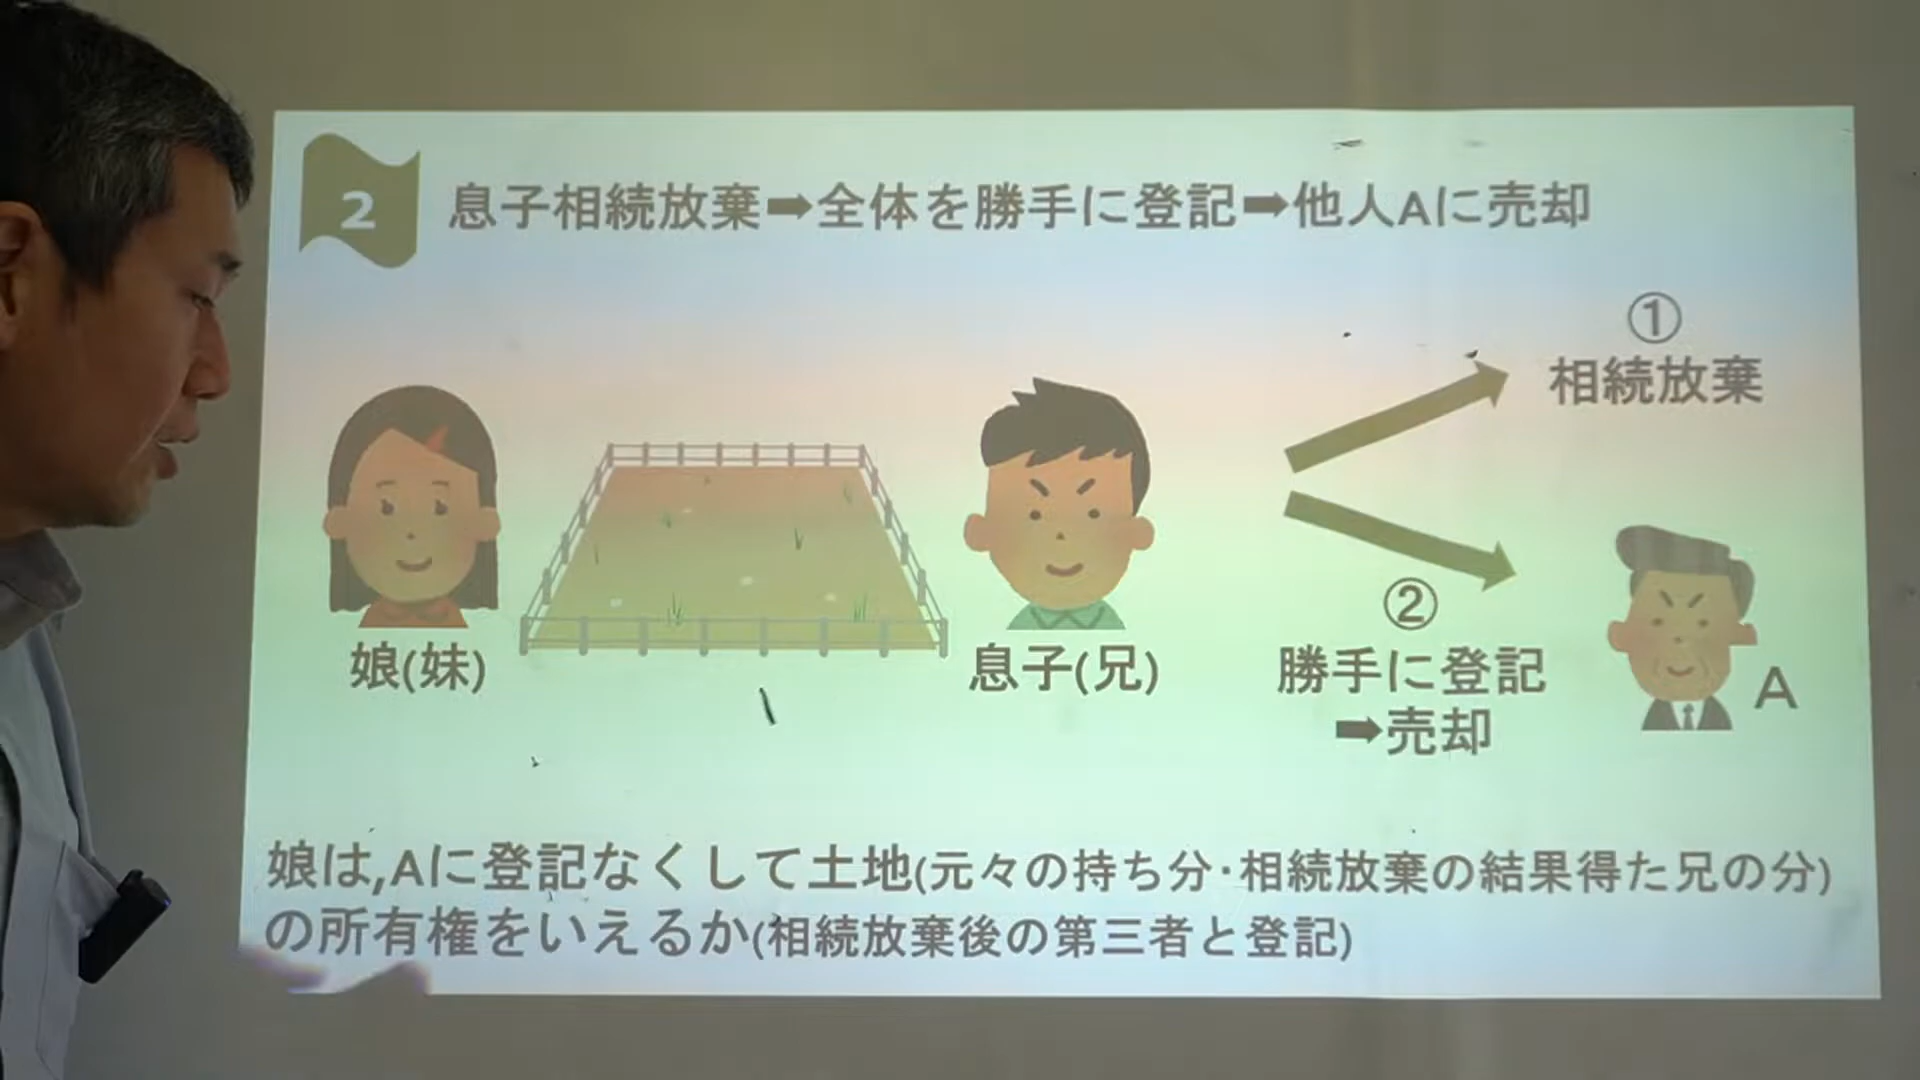 2
息子相続放棄➡全体を勝手に登記➡他人Aに売却
①
相続放棄
②
勝手に登記
➡売却
A
娘(妹)
息子(兄)
娘は,Aに登記なくして土地(元々の持ち分･相続放棄の結果得た兄の分)
の所有権をいえるか(相続放棄後の第三者と登記)